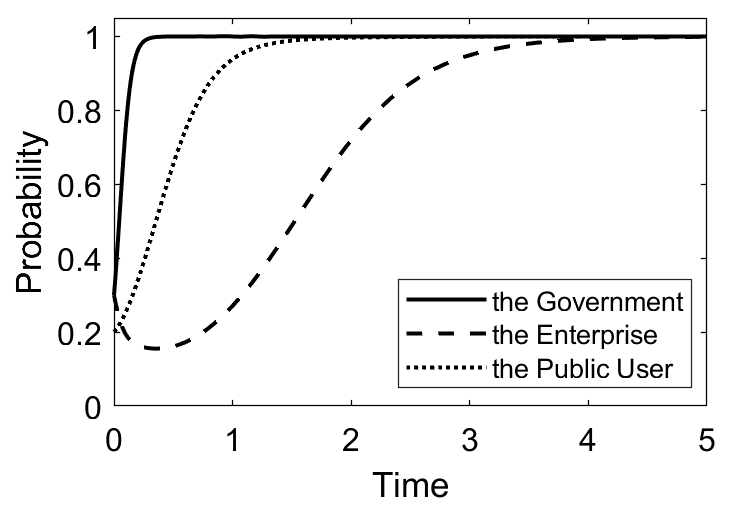 1
0.8
0.6
0.4
0.2
0
Probability
0 1 2 3 4 5
Time
the Government
the Enterprise
the Public User